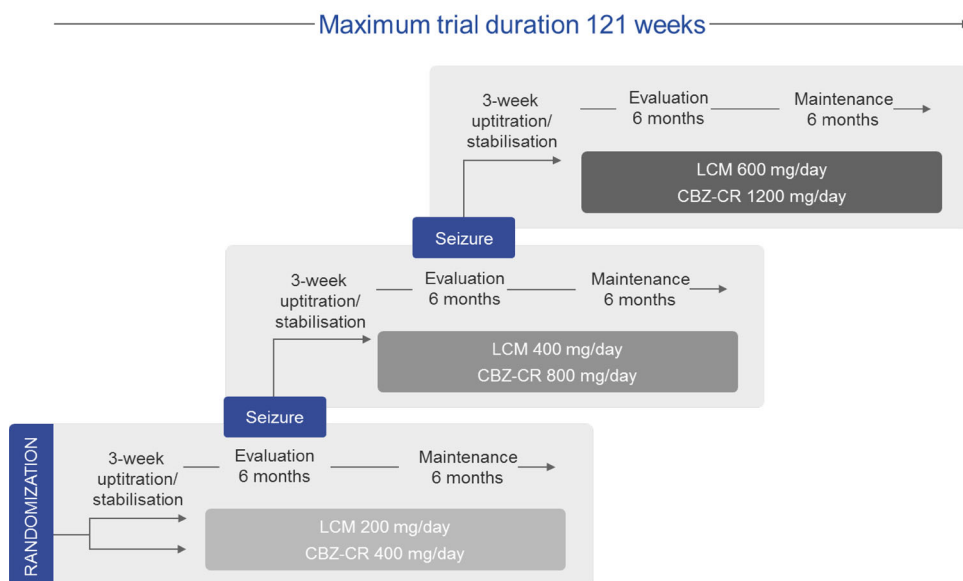 Maximum trial duration 121 weeks
3-week
uptitration/
stabilisation
Evaluation
6 months
Maintenance
6 months
LCM 600 mg/day
CBZ-CR 1200 mg/day
Seizure
3-week
uptitration/
stabilisation
Evaluation
6 months
Maintenance
6 months
LCM 400 mg/day
CBZ-CR 800 mg/day
Seizure
RANDOMIZATION
3-week
uptitration/
stabilisation
Evaluation
6 months
Maintenance
6 months
LCM 200 mg/day
CBZ-CR 400 mg/day